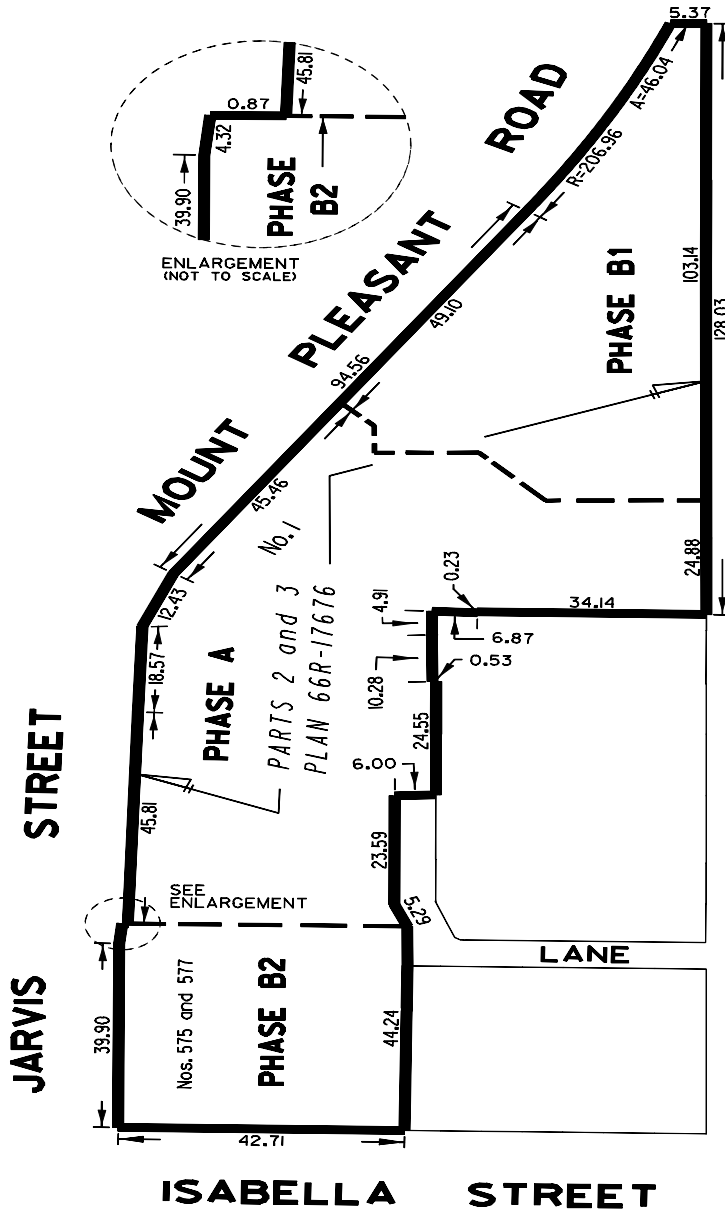 5.37
45.81
0.87
4.32
39.90
PHASE
B2
ENLARGEMENT
(NOT TO SCALE)
MOUNT PLEASANT ROAD
A=46.04
R=206.96
103.14
128.03
PHASE B1
49.10
94.56
45.46
No. 1
12.43
18.57
PHASE A
PARTS 2 and 3
PLAN 66R-17676
4.91
0.23
34.14
24.88
6.87
10.28
0.53
24.55
6.00
45.81
23.59
SEE
ENLARGEMENT
5.29
LANE
JARVIS STREET
39.90
Nos. 575 and 577
PHASE B2
44.24
42.71
ISABELLA STREET